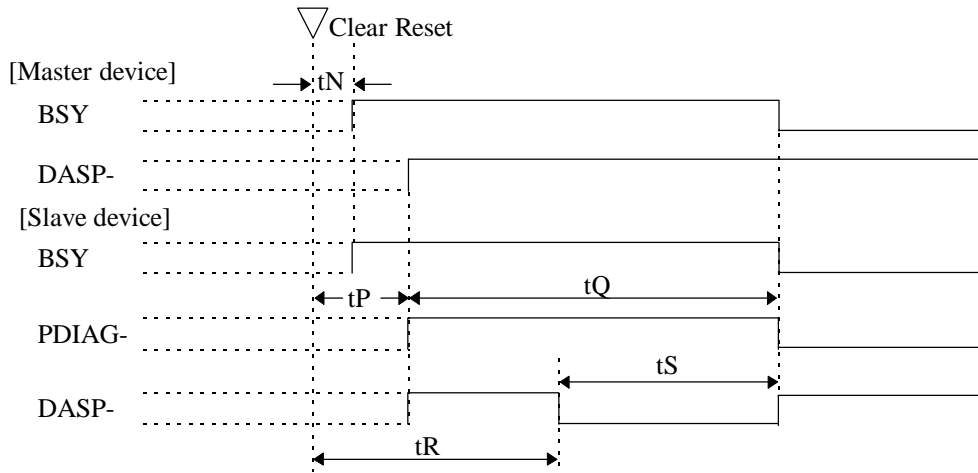 Clear Reset
tN
[Master device]
BSY
DASP-
[Slave device]
BSY
tP
tQ
PDIAG-
tS
DASP-
tR